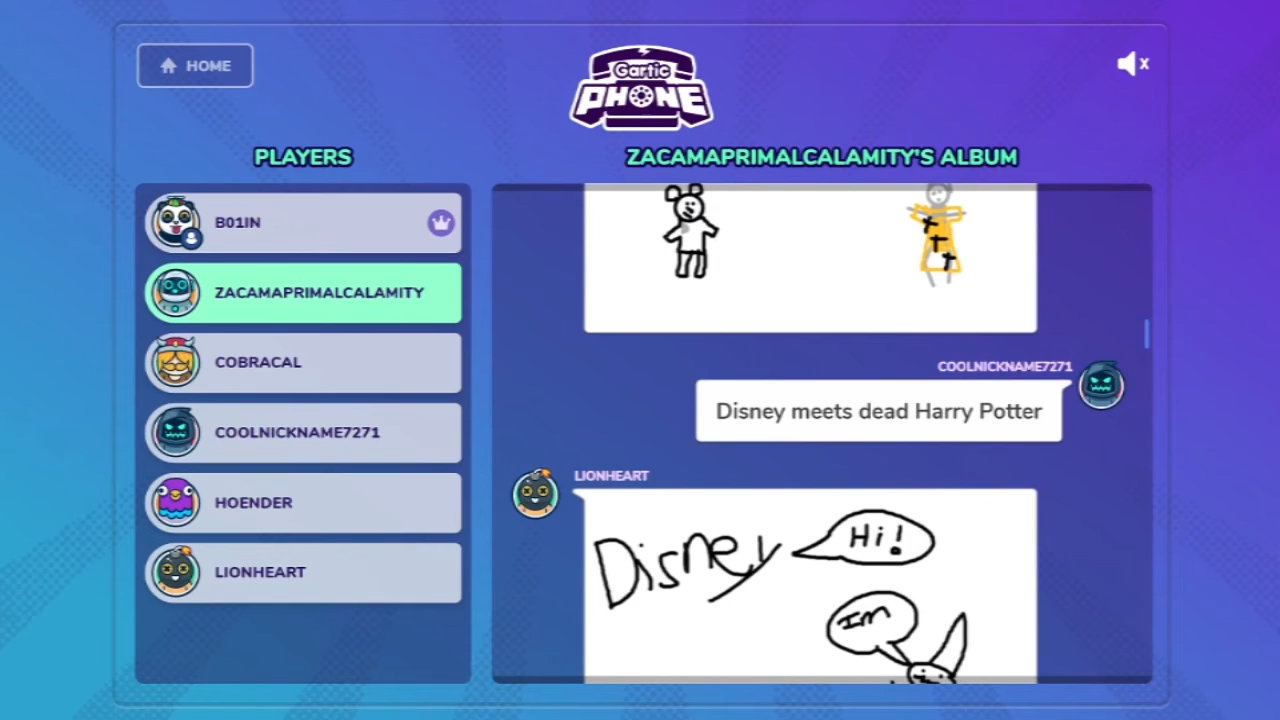 HOME
Gartic
PHONE
x
PLAYERS
ZACAMAPRIMALCALAMITY'S ALBUM
B01IN
ZACAMAPRIMALCALAMITY
COBRACAL
COOLNICKNAME7271
HOENDER
LIONHEART
COOLNICKNAME7271
Disney meets dead Harry Potter
LIONHEART
Disney
Hi!
Im